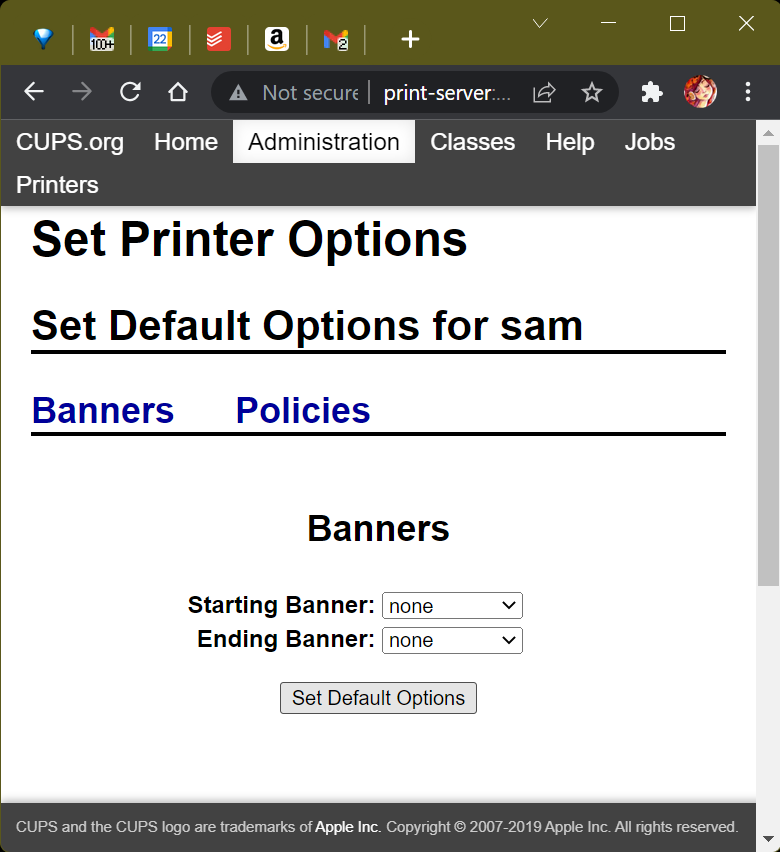 100+
22
a
2
Not secure
print-server:...
CUPS.org Home Administration Classes Help Jobs
Printers
Set Printer Options
Set Default Options for sam
Banners Policies
Banners
Starting Banner: none
Ending Banner: none
Set Default Options
CUPS and the CUPS logo are trademarks of Apple Inc. Copyright © 2007-2019 Apple Inc. All rights reserved.